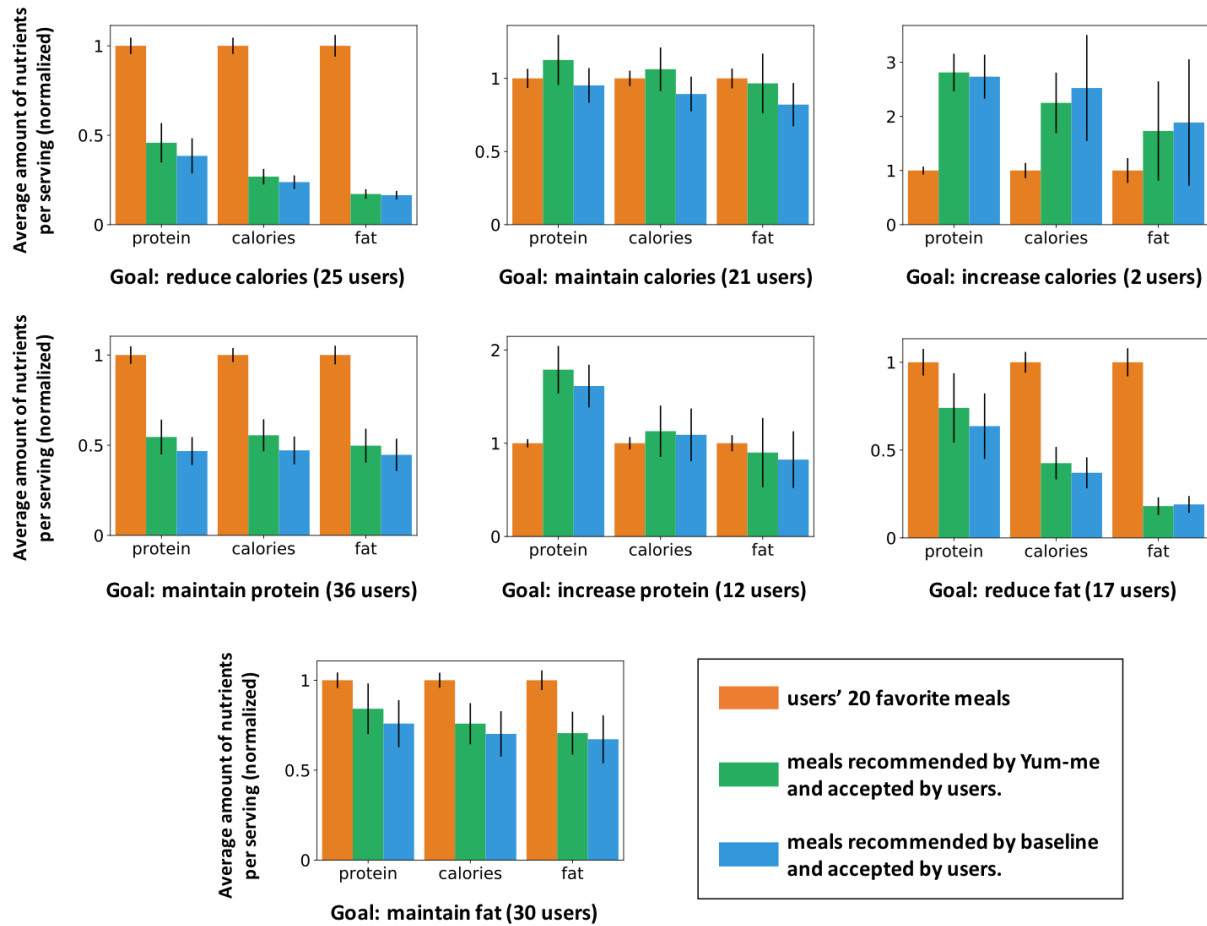 Average amount of nutrients
per serving (normalized)
1
0.5
0
protein calories fat
Goal: reduce calories (25 users)
1
0.5
0
protein calories fat
Goal: maintain calories (21 users)
3
2
1
0
protein calories fat
Goal: increase calories (2 users)
Average amount of nutrients
per serving (normalized)
1
0.5
0
protein calories fat
Goal: maintain protein (36 users)
2
1
0
protein calories fat
Goal: increase protein (12 users)
1
0.5
0
protein calories fat
Goal: reduce fat (17 users)
Average amount of nutrients
per serving (normalized)
1
0.5
0
protein calories fat
Goal: maintain fat (30 users)
users' 20 favorite meals
meals recommended by Yum-me
and accepted by users.
meals recommended by baseline
and accepted by users.